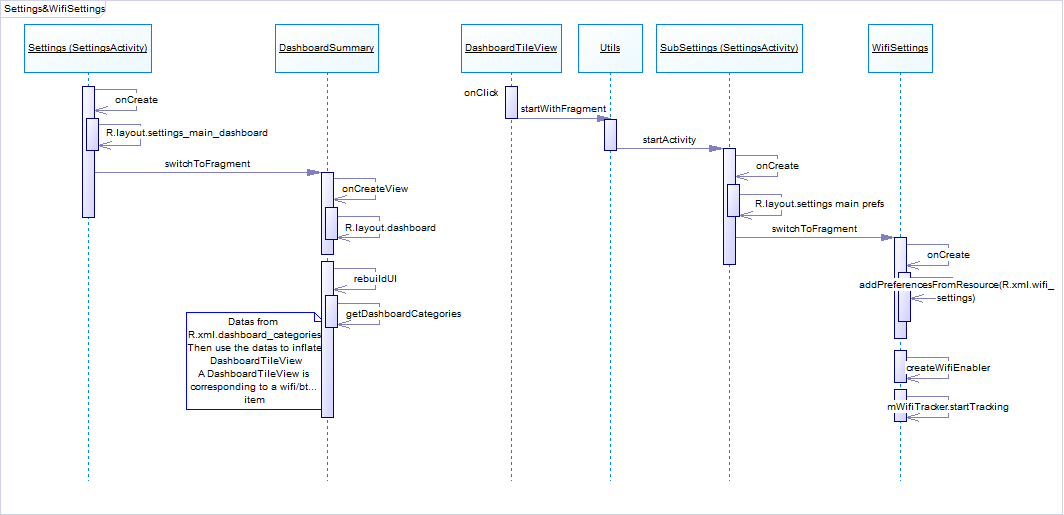 Settings&WifiSettings
Settings (SettingsActivity)
DashboardSummary
DashboardTileView
Utils
SubSettings (SettingsActivity)
WifiSettings
onCreate
R.layout.settings_main_dashboard
switchToFragment
onCreateView
R.layout.dashboard
rebuildUI
getDashboardCategories
Datas from
R.xml.dashboard_categories
Then use the datas to inflate
DashboardTileView
A DashboardTileView is
corresponding to a wifi/bt...
item
onClick
startWithFragment
startActivity
onCreate
R.layout.settings main prefs
switchToFragment
onCreate
addPreferencesFromResource(R.xml.wifi_
settings)
createWifiEnabler
mWifiTracker.startTracking